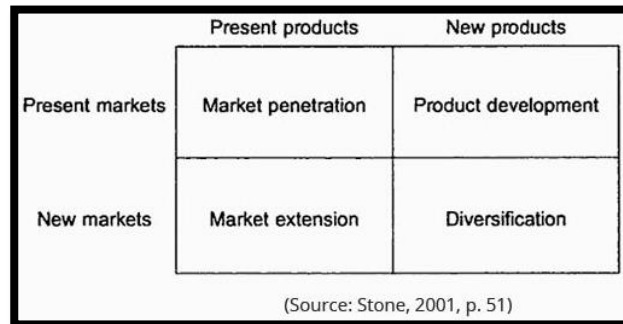 Present products New products
Present markets Market penetration Product development
New markets Market extension Diversification
(Source: Stone, 2001, p. 51)